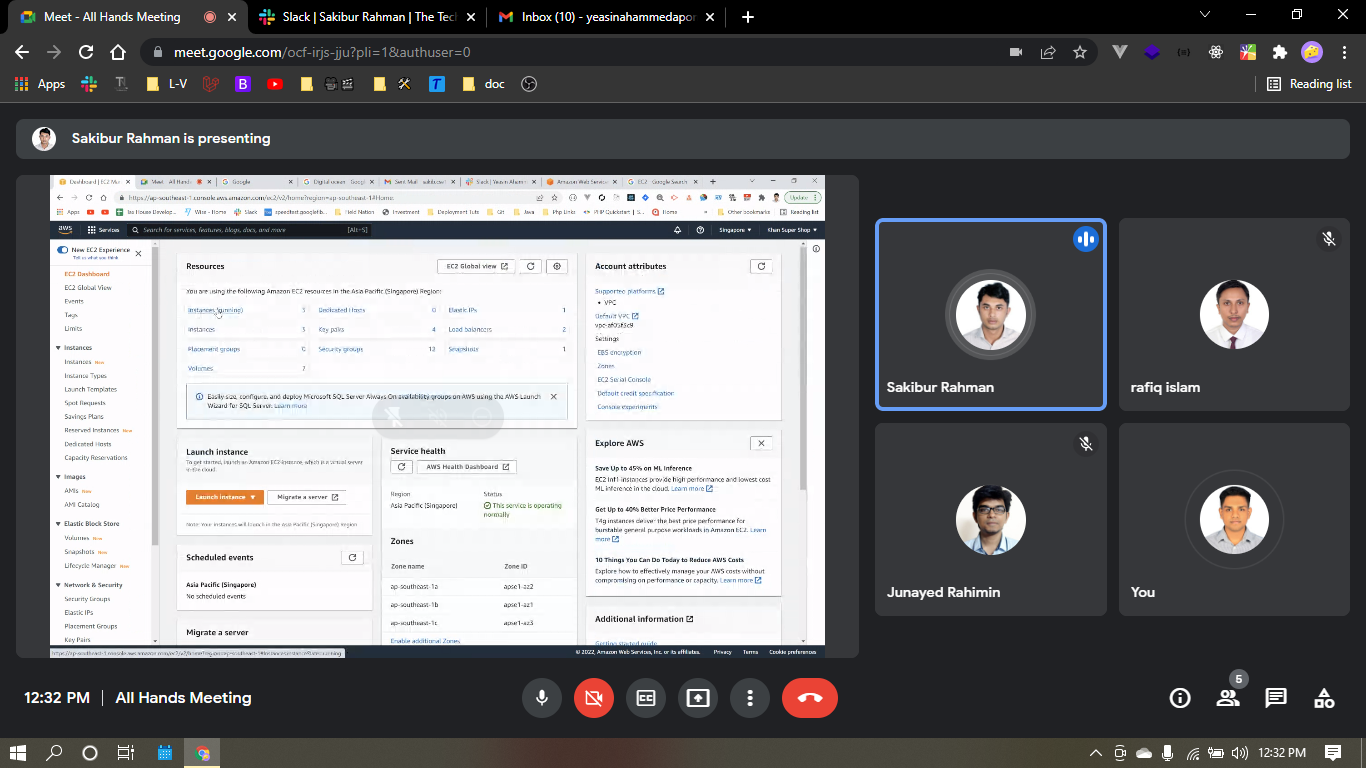 Meet - All Hands Meeting
Slack | Sakibur Rahman | The Tech
Inbox (10) - yeasinahammedapor
meet.google.com/ocf-irjs-jju?pli=1&authuser=0
Apps
L-V
doc
Reading list
Sakibur Rahman is presenting
Dashboard | EC2 M
Meet - All Hands
Google
Digital ocean - Googl
Sent Mail - sakib
Slack | Yeasin Ahamm
Amazon Web Servic
EC2 - Google Search
https://ap-southeast-1.console.aws.amazon.com/ec2/v2/home?region=ap-southeast-1#Home:
Update
Apps
Iso House Develop
Wise - Home
Slack
speedtest.googlefib
Field Nation
Investment
Deployment Tuts
Git
Java
Php Links
PHP Quickstart | S
Home
Other bookmarks
Reading list
aws
Services
Search for services, features, blogs, docs, and more
[Alt+S]
Singapore
Khan Super Shop
New EC2 Experience
Tell us what you think
EC2 Dashboard
EC2 Global View
Events
Tags
Limits
Instances
Instances New
Instance Types
Launch Templates
Spot Requests
Savings Plans
Reserved Instances New
Dedicated Hosts
Capacity Reservations
Images
AMIs New
AMI Catalog
Elastic Block Store
Volumes New
Snapshots New
Lifecycle Manager New
Network & Security
Security Groups
Elastic IPs
Placement Groups
Key Pairs
Resources
EC2 Global view
You are using the following Amazon EC2 resources in the Asia Pacific (Singapore) Region:
Instances (running)
Dedicated Hosts 0
Elastic IPs 1
Instances
Key pairs 4
Load balancers 2
Placement groups 0
Security groups 12
Snapshots 1
Volumes 7
Easily size, configure, and deploy Microsoft SQL Server Always On availability groups on AWS using the AWS Launch
Wizard for SQL Server. Learn more
Launch instance
To get started, launch an Amazon EC2 instance, which is a virtual server
in the cloud.
Launch instance
Migrate a server
Note: Your instances will launch in the Asia Pacific (Singapore) Region
Scheduled events
Asia Pacific (Singapore)
No scheduled events
Migrate a server
Service health
AWS Health Dashboard
Region
Status
Asia Pacific (Singapore)
This service is operating
normally
Zones
Zone name
Zone ID
ap-southeast-1a
apse1-az2
ap-southeast-1b
apse1-az1
ap-southeast-1c
apse1-az3
Enable additional Zones
Account attributes
Supported platforms
VPC
Default VPC
Settings
EBS encryption
Zones
EC2 Serial Console
Default credit specification
Console experiments
Explore AWS
Save Up to 45% on ML Inference
EC2 Inf1 instances provide high performance and lowest cost
ML inference in the cloud. Learn more
Get Up to 40% Better Price Performance
T4g instances deliver the best price performance for
burstable general purpose workloads in Amazon EC2. Learn
more
10 Things You Can Do Today to Reduce AWS Costs
Explore how to effectively manage your AWS costs without
compromising on performance or capacity. Learn more
Additional information
Getting started guide
© 2022, Amazon Web Services, Inc. or its affiliates.
Privacy
Terms
Cookie preferences
Sakibur Rahman
rafiq islam
Junayed Rahimin
You
12:32 PM
All Hands Meeting
5
12:32 PM